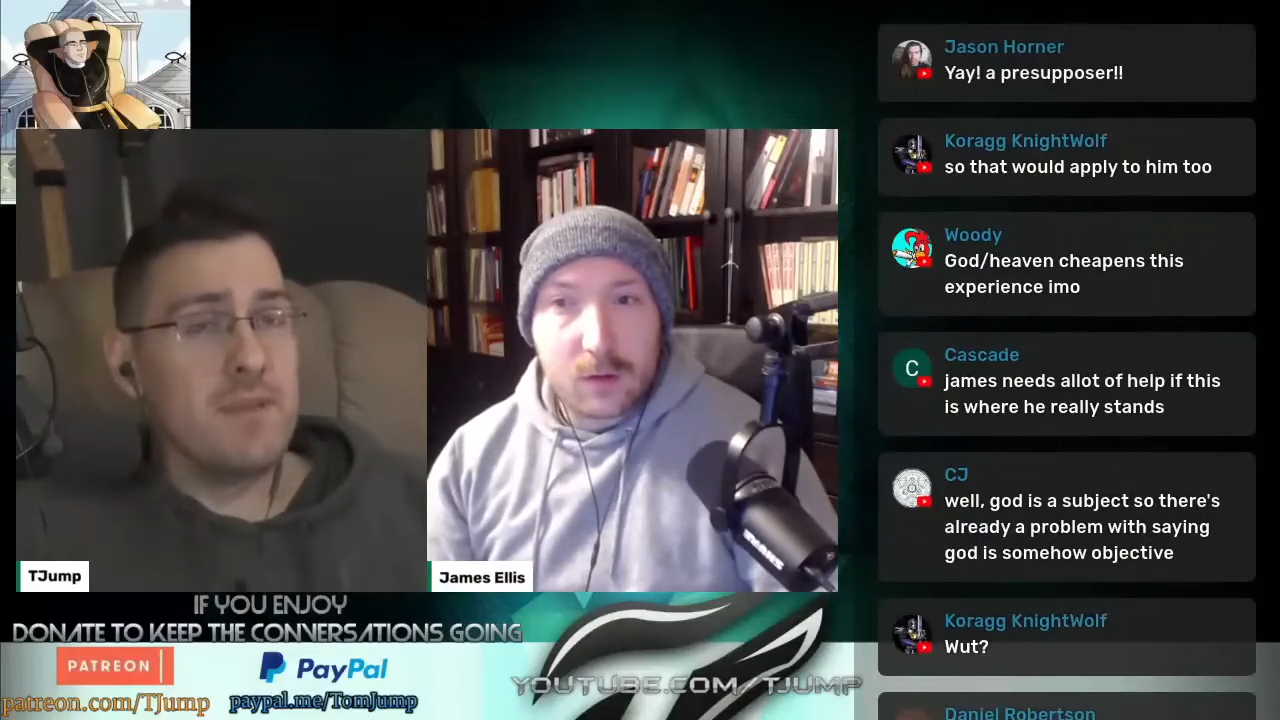 Jason Horner
Yay! a presupposer!!
Koragg KnightWolf
so that would apply to him too
Woody
God/heaven cheapens this
experience imo
Cascade
C
james needs allot of help if this
is where he really stands
CJ
well, god is a subject so there's
already a problem with saying
god is somehow objective
Koragg KnightWolf
Wut?
Daniel Robertson
TJump
James Ellis
IF YOU ENJOY
DONATE TO KEEP THE CONVERSATIONS GOING
PATREON
PayPal
patreon.com/TJump
paypal.me/TomJump
YOUTUBE.COM/TJUMP